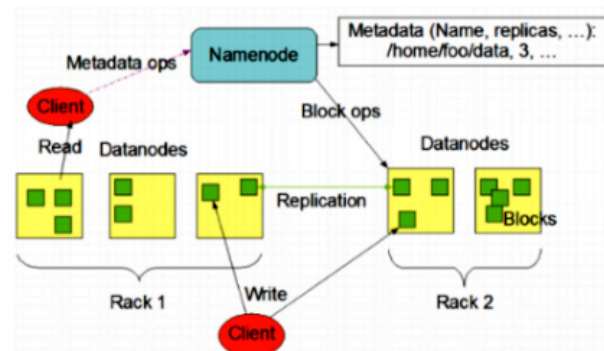 Metadata (Name, replicas, ...):
/home/foo/data, 3, ...
Namenode
Metadata ops
Client
Block ops
Read
Datanodes
Datanodes
Replication
Blocks
Rack 1
Write
Rack 2
Client